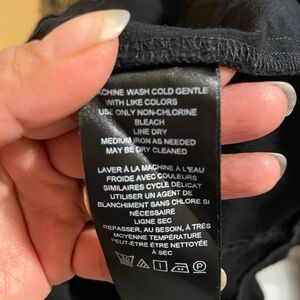 ACHINE WASH COLD GENTLE
WITH LIKE COLORS
USE ONLY NON-CHLORINE
BLEACH
LINE DRY
MEDIUM IRON AS NEEDED
MAY BE DRY CLEANED
LAVER À LA MACHINE À L'EAU
FROIDE AVEC COULEURS
SIMILAIRES CYCLE DÉLICAT
UTILISER UN AGENT DE
BLANCHIMENT SANS CHLORE SI
NÉCESSAIRE
LIGNE SEC
REPASSER, AU BESOIN, À TRÈS
MOYENNE TEMPÉRATURE
PEUT-ÊTRE ÊTRE NETTOYÉE
À SEC
P